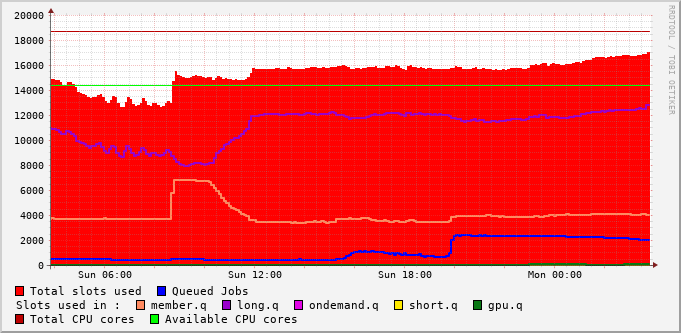 20000
18000
16000
14000
12000
10000
8000
6000
4000
2000
0
Sun 06:00 Sun 12:00 Sun 18:00 Mon 00:00
RRDTOOL / TOBI OETIKER
Total slots used Queued Jobs
Slots used in : member.q long.q ondemand.q short.q gpu.q
Total CPU cores Available CPU cores